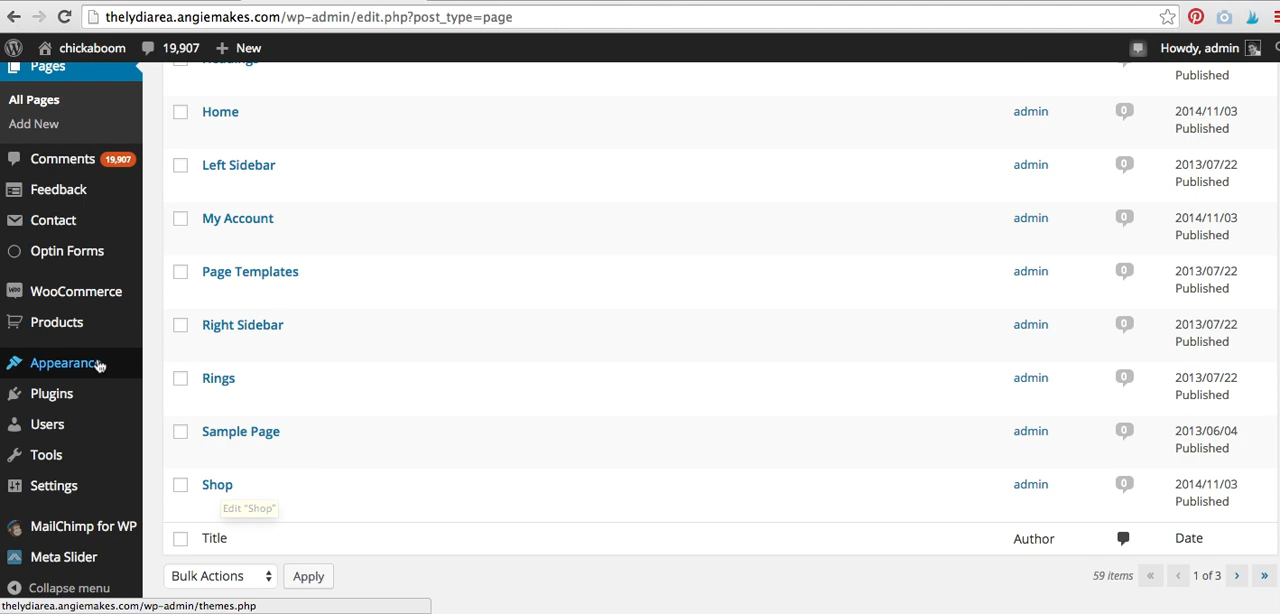 thelydiarea.angiemakes.com/wp-admin/edit.php?post_type=page
chickaboom 19,907 New Howdy, admin
Pages
All Pages
Add New
Comments 19,907
Feedback
Contact
Optin Forms
WooCommerce
Products
Appearance
Plugins
Users
Tools
Settings
MailChimp for WP
Meta Slider
Collapse menu
Headings
Published
Home admin 0 2014/11/03
Published
Left Sidebar admin 0 2013/07/22
Published
My Account admin 0 2014/11/03
Published
Page Templates admin 0 2013/07/22
Published
Right Sidebar admin 0 2013/07/22
Published
Rings admin 0 2013/07/22
Published
Sample Page admin 0 2013/06/04
Published
Shop admin 0 2014/11/03
Edit "Shop" Published
Title Author Date
Bulk Actions Apply 59 items « ‹ 1 of 3 › »
thelydiarea.angiemakes.com/wp-admin/themes.php